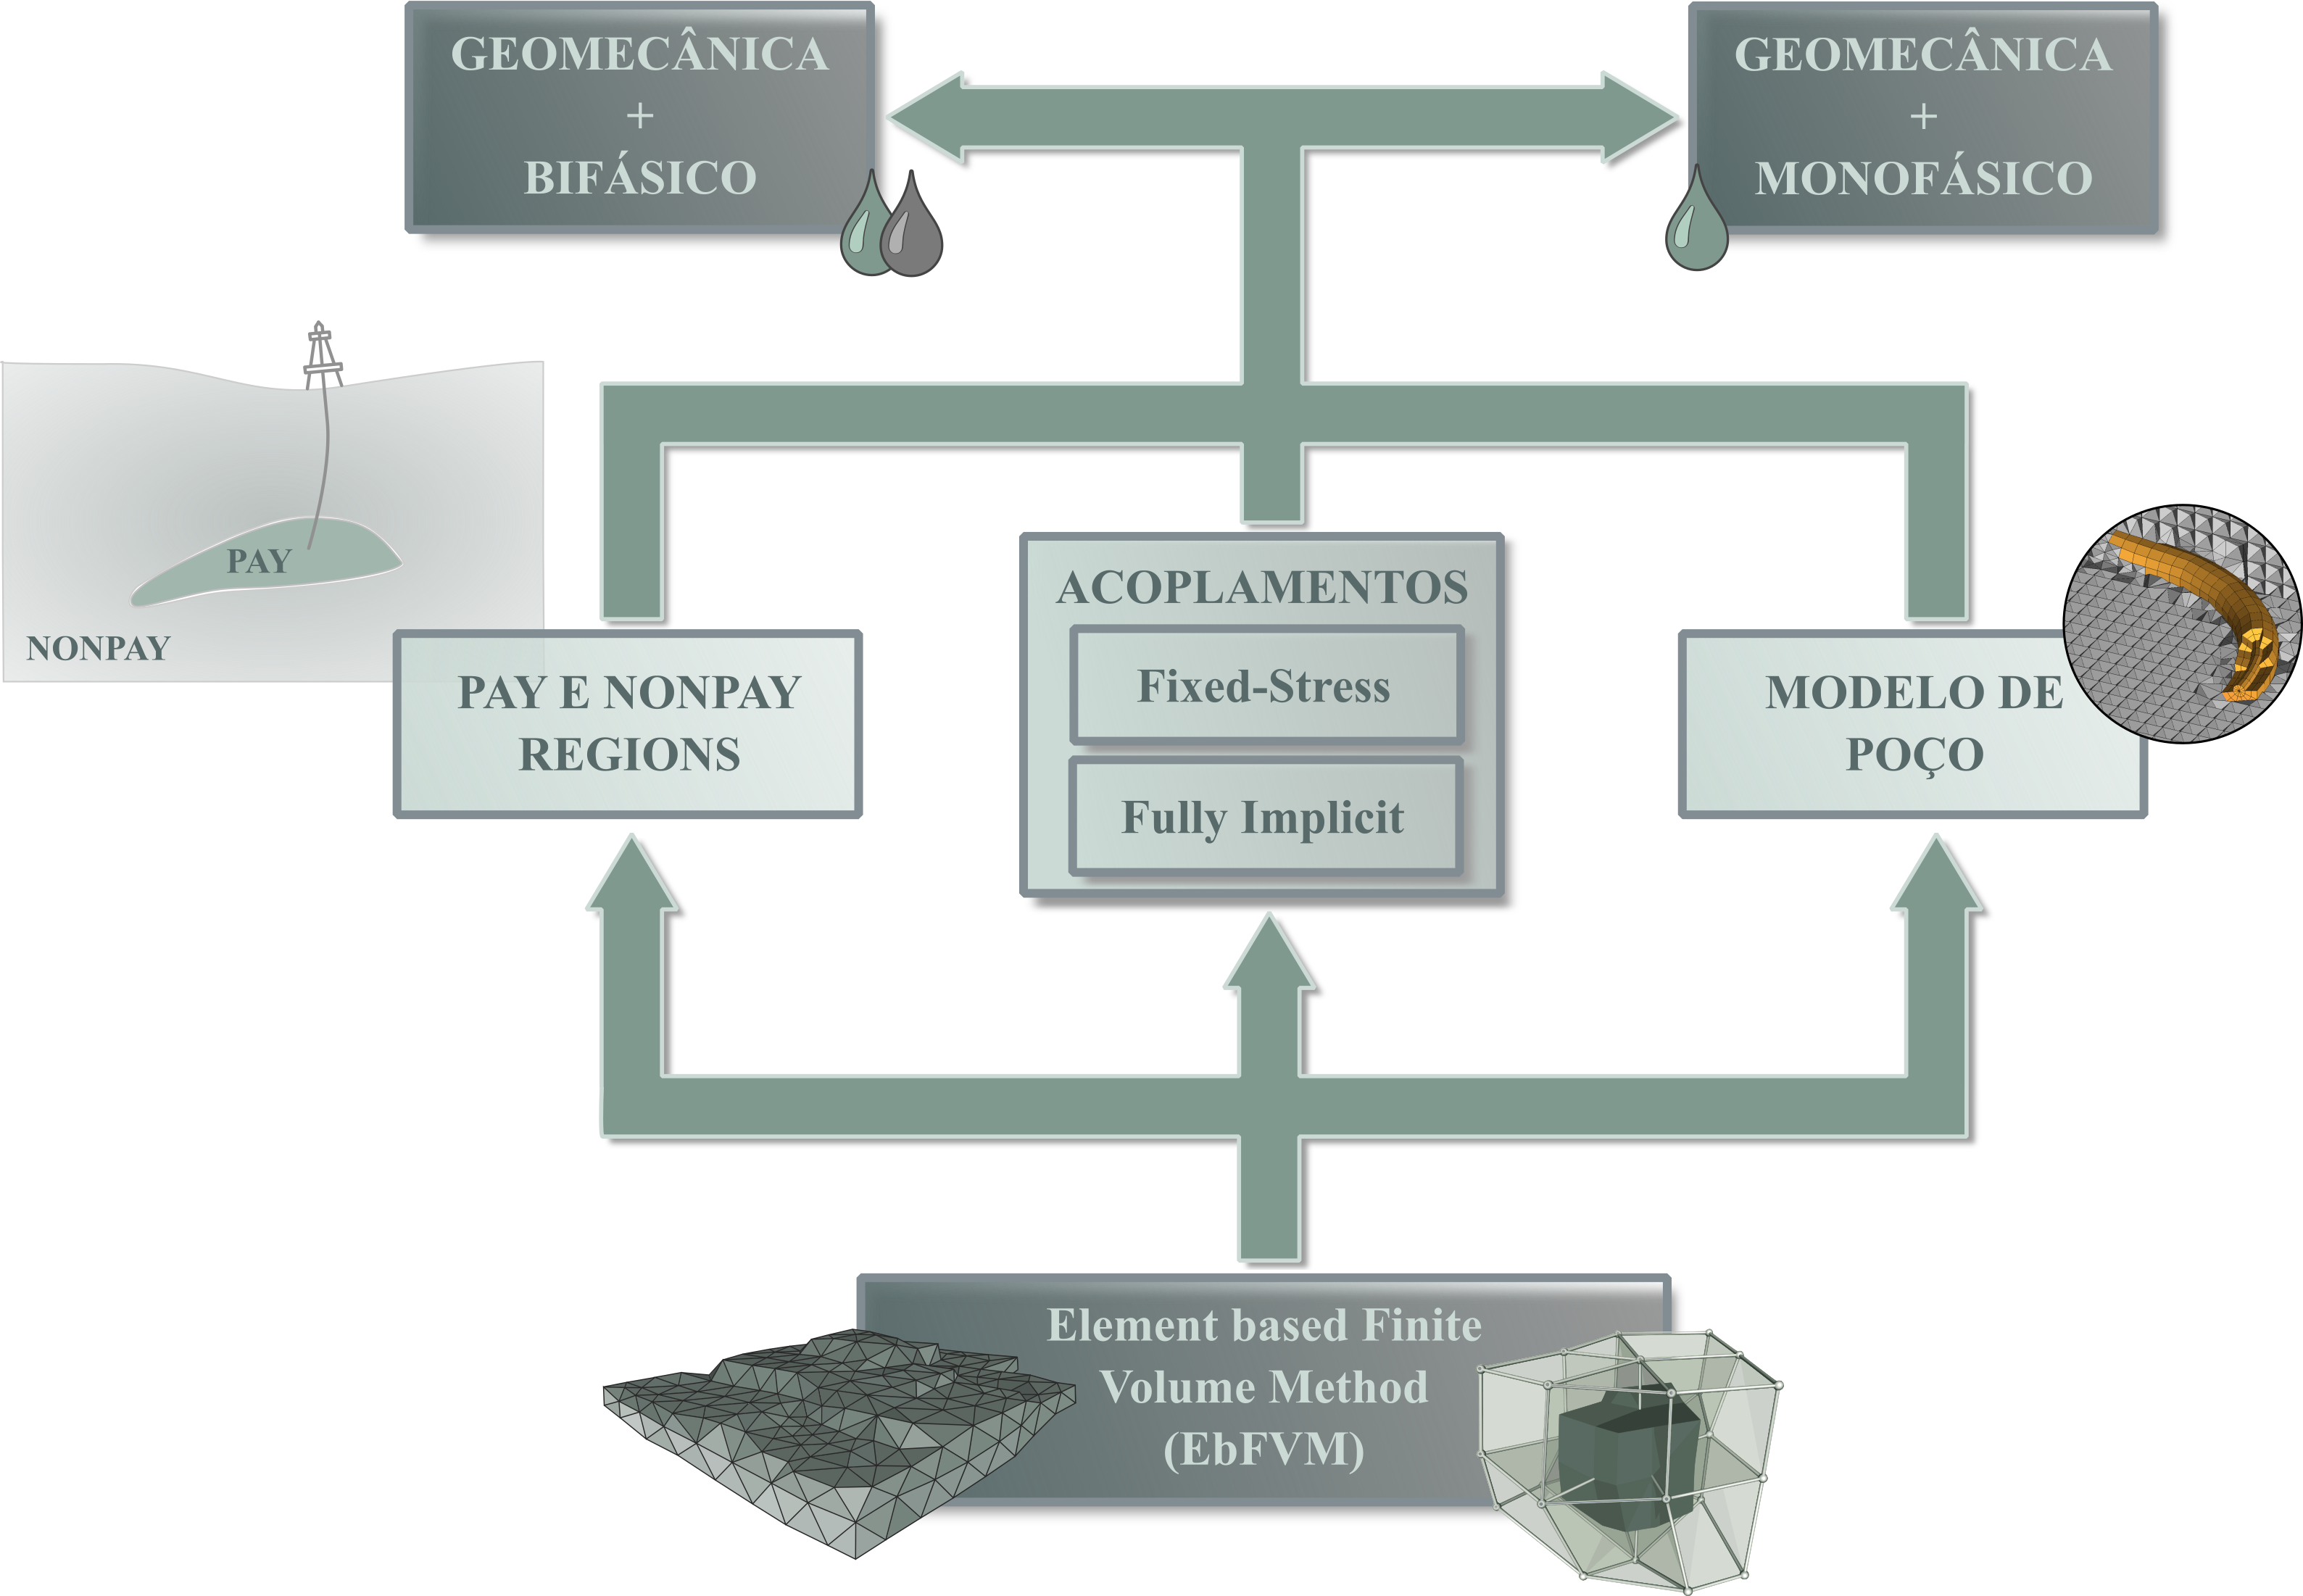 GEOMECÂNICA
+
BIFÁSICO
GEOMECÂNICA
+
MONOFÁSICO
PAY
NONPAY
PAY E NONPAY
REGIONS
ACOPLAMENTOS
Fixed-Stress
Fully Implicit
MODELO DE
POÇO
Element based Finite
Volume Method
(EbFVM)